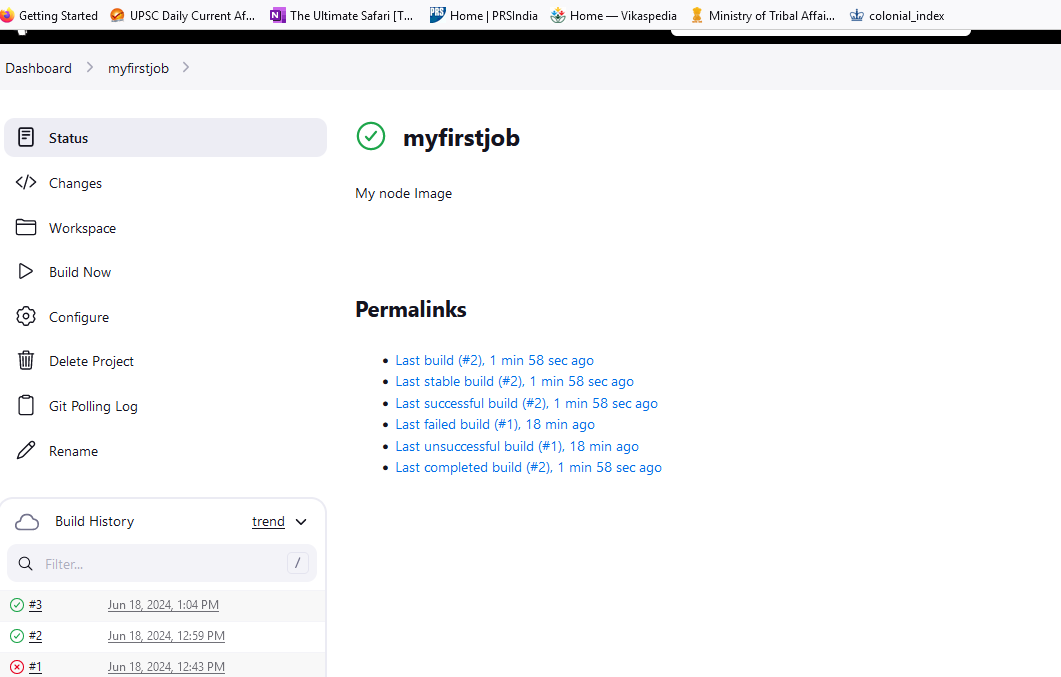 Getting Started UPSC Daily Current Af... The Ultimate Safari [T... PRS Home | PRSIndia Home — Vikaspedia Ministry of Tribal Affai... colonial_index
Dashboard > myfirstjob >
Status
myfirstjob
Changes
My node Image
Workspace
Build Now
Configure
Permalinks
Delete Project
Git Polling Log
Rename
Last build (#2), 1 min 58 sec ago
Last stable build (#2), 1 min 58 sec ago
Last successful build (#2), 1 min 58 sec ago
Last failed build (#1), 18 min ago
Last unsuccessful build (#1), 18 min ago
Last completed build (#2), 1 min 58 sec ago
Build History trend
Filter... /
#3 Jun 18, 2024, 1:04 PM
#2 Jun 18, 2024, 12:59 PM
#1 Jun 18, 2024, 12:43 PM